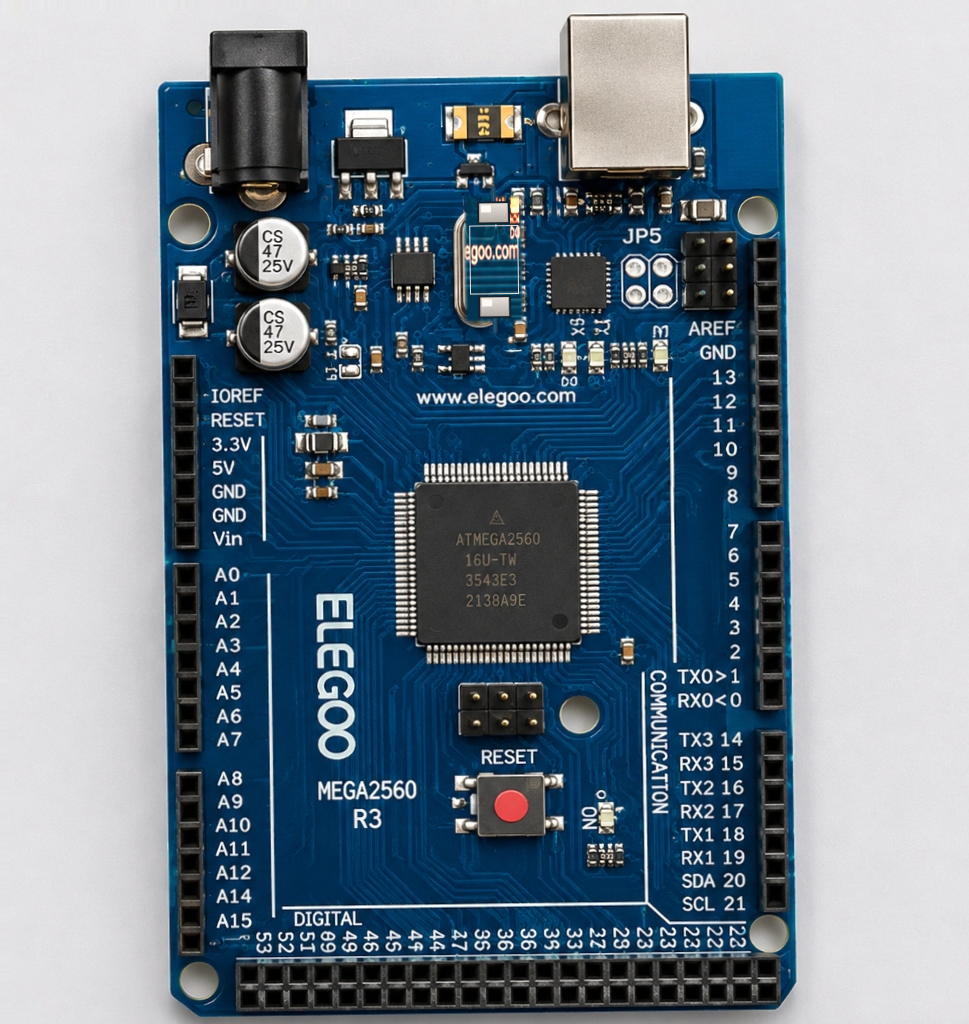 CS
47
25V
CS
47
25V
egoo.com
JP5
www.elegoo.com
IOREF
RESET
3.3V
5V
GND
GND
Vin
A0
A1
A2
A3
A4
A5
A6
A7
A8
A9
A10
A11
A12
A14
A15
AREF
GND
13
12
11
10
9
8
7
6
5
4
3
2
TX0>1
RX0<0
TX3 14
RX3 15
TX2 16
RX2 17
TX1 18
RX1 19
SDA 20
SCL 21
ATMEGA2560
16U-TW
3543E3
2138A9E
ELEGOO
MEGA2560
R3
RESET
ON
DIGITAL
53 52 51